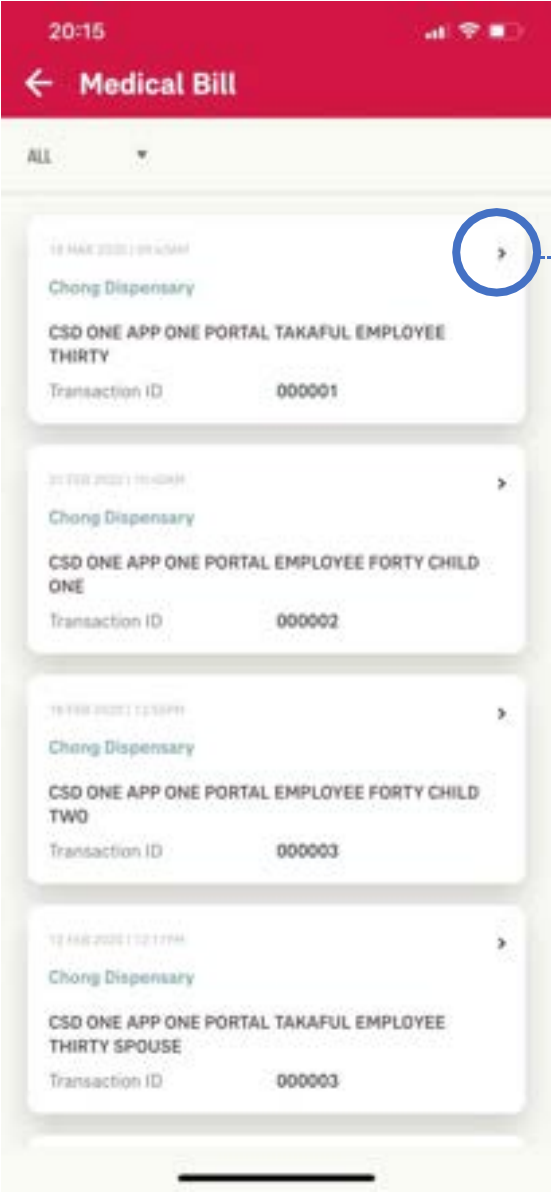 20:15
Medical Bill
ALL
Chong Dispensary
CSD ONE APP ONE PORTAL TAKAFUL EMPLOYEE
THIRTY
Transaction ID 000001
Chong Dispensary
CSD ONE APP ONE PORTAL EMPLOYEE FORTY CHILD
ONE
Transaction ID 000002
Chong Dispensary
CSD ONE APP ONE PORTAL EMPLOYEE FORTY CHILD
TWO
Transaction ID 000003
Chong Dispensary
CSD ONE APP ONE PORTAL TAKAFUL EMPLOYEE
THIRTY SPOUSE
Transaction ID 000003